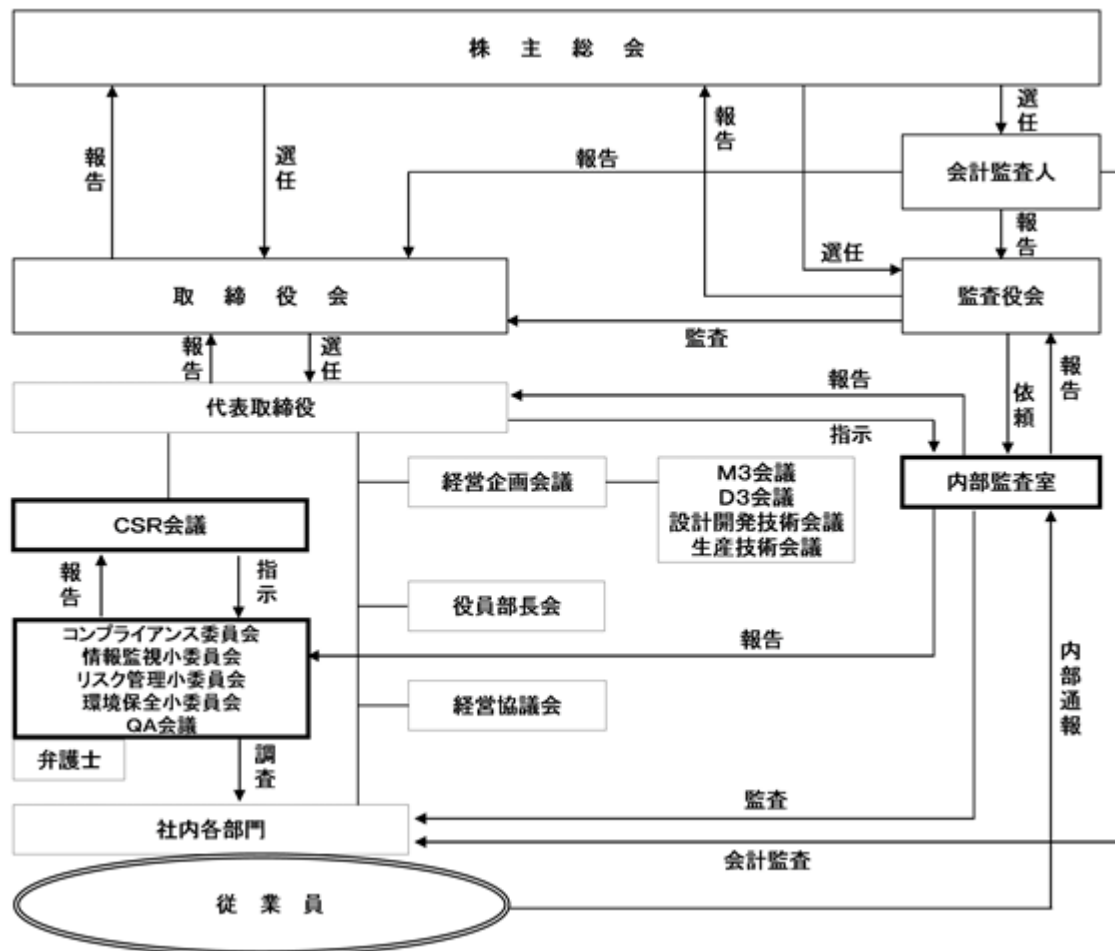 株主総会
報告
選任
報告
選任
報告
会計監査人
報告
選任
取締役会
監査役会
監査
報告
選任
報告
依頼
報告
代表取締役
指示
経営企画会議
M3会議
D3会議
設計開発技術会議
生産技術会議
内部監査室
CSR会議
報告
指示
役員部長会
コンプライアンス委員会
情報監視小委員会
リスク管理小委員会
環境保全小委員会
QA会議
報告
内部通報
経営協議会
弁護士
調査
監査
社内各部門
会計監査
従業員